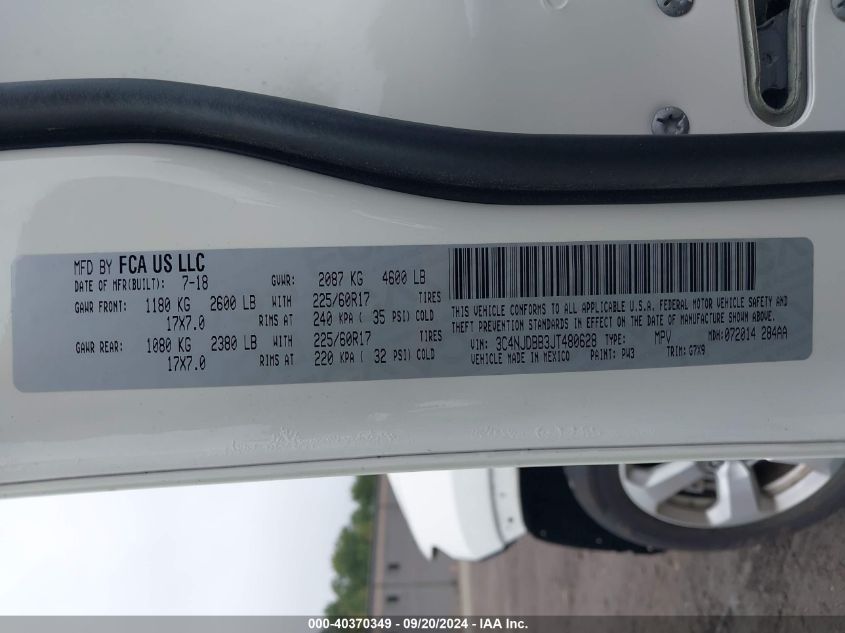 MFD BY FCA US LLC
DATE OF MFR(BUILT): 7-18 GVWR: 2087 KG 4600 LB
GAWR FRONT: 1180 KG 2600 LB WITH 225/60R17 TIRES
17X7.0 RIMS AT 240 KPA ( 35 PSI) COLD
GAWR REAR: 1080 KG 2380 LB WITH 225/60R17 TIRES
17X7.0 RIMS AT 220 KPA ( 32 PSI) COLD
THIS VEHICLE CONFORMS TO ALL APPLICABLE U.S.A. FEDERAL MOTOR VEHICLE SAFETY AND
THEFT PREVENTION STANDARDS IN EFFECT ON THE DATE OF MANUFACTURE SHOWN ABOVE.
VIN: 3C4NJDBB3JT480628 TYPE: MPV MDH:072014 284AA
VEHICLE MADE IN MEXICO PAINT: PW3 TRIM: G7X9
000-40370349 - 09/20/2024 - IAA Inc.